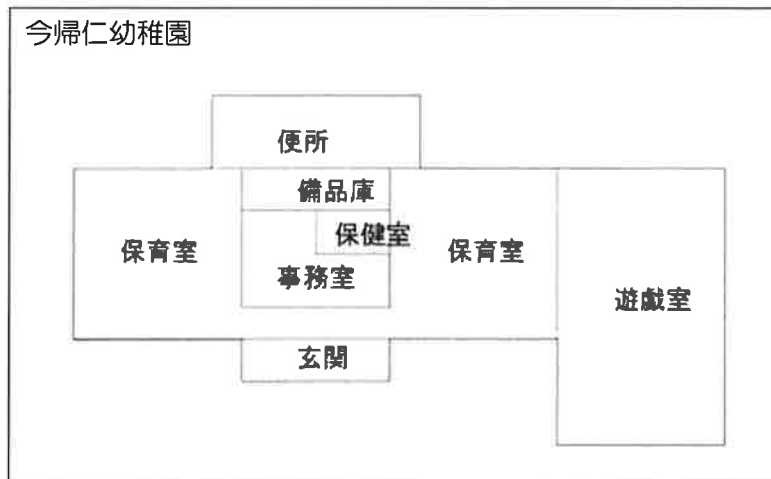 今帰仁幼稚園
便所
備品庫
保健室
保育室
保育室
事務室
遊戯室
玄関